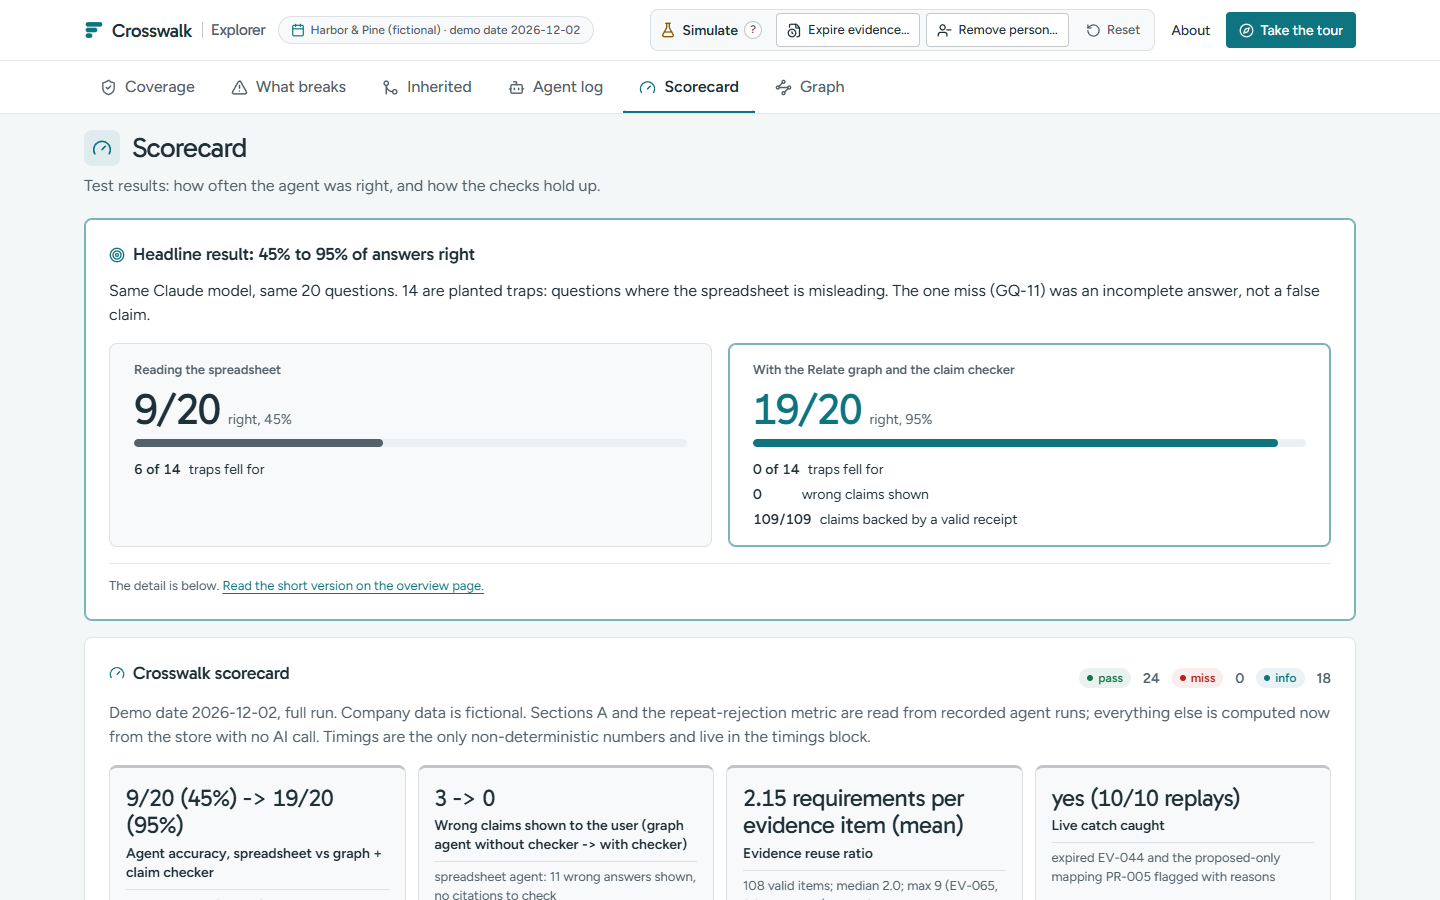 Crosswalk Explorer Harbor & Pine (fictional) · demo date 2026-12-02 Simulate ? Expire evidence... Remove person... Reset About Take the tour
Coverage What breaks Inherited Agent log Scorecard Graph
Scorecard
Test results: how often the agent was right, and how the checks hold up.
Headline result: 45% to 95% of answers right
Same Claude model, same 20 questions. 14 are planted traps: questions where the spreadsheet is misleading. The one miss (GQ-11) was an incomplete answer, not a false
claim.
Reading the spreadsheet
9/20 right, 45%
6 of 14 traps fell for
With the Relate graph and the claim checker
19/20 right, 95%
0 of 14 traps fell for
0 wrong claims shown
109/109 claims backed by a valid receipt
The detail is below. Read the short version on the overview page.
Crosswalk scorecard
pass 24 miss 0 info 18
Demo date 2026-12-02, full run. Company data is fictional. Sections A and the repeat-rejection metric are read from recorded agent runs; everything else is computed now
from the store with no AI call. Timings are the only non-deterministic numbers and live in the timings block.
9/20 (45%) -> 19/20
(95%)
Agent accuracy, spreadsheet vs graph +
claim checker
3 -> 0
Wrong claims shown to the user (graph
agent without checker -> with checker)
spreadsheet agent: 11 wrong answers shown,
no citations to check
2.15 requirements per
evidence item (mean)
Evidence reuse ratio
108 valid items; median 2.0; max 9 (EV-065,
yes (10/10 replays)
Live catch caught
expired EV-044 and the proposed-only
mapping PR-005 flagged with reasons